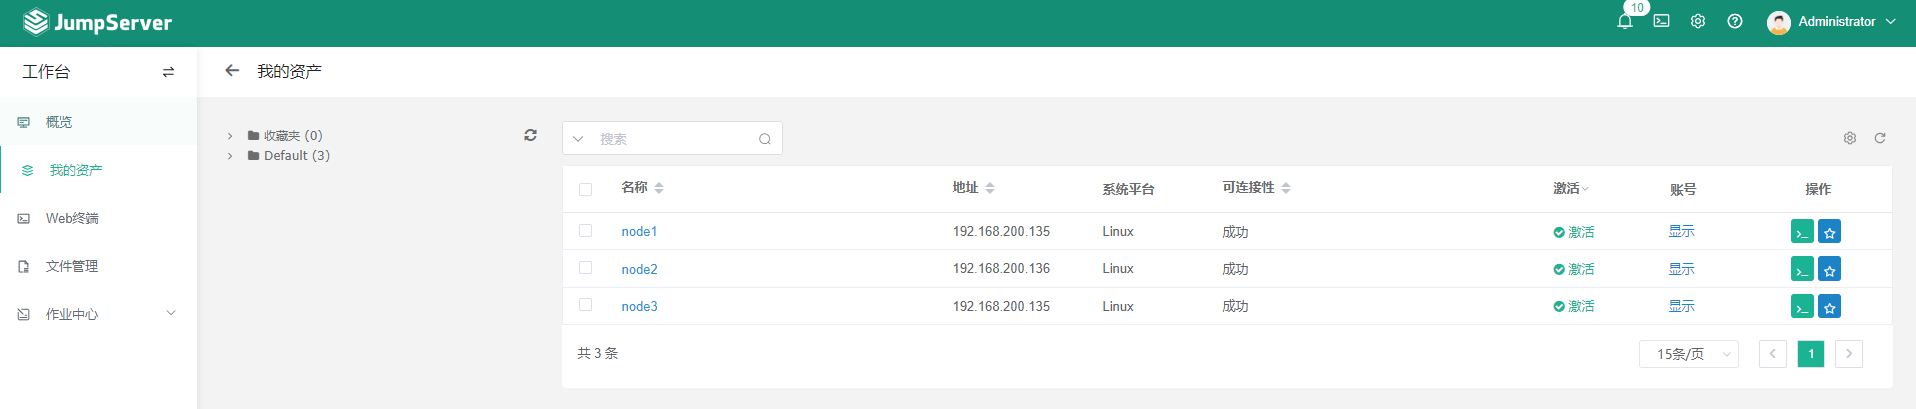 JumpServer
10
Administrator
工作台
我的资产
概览
我的资产
Web终端
文件管理
作业中心
收藏夹 (0)
Default (3)
搜索
名称 地址 系统平台 可连接性 激活 账号 操作
node1 192.168.200.135 Linux 成功 激活 显示
node2 192.168.200.136 Linux 成功 激活 显示
node3 192.168.200.135 Linux 成功 激活 显示
共 3 条
15条/页
1